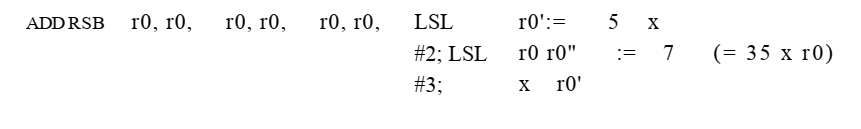 ADD RSB r0, r0, r0, r0, r0, r0, LSL r0':= 5 x
#2; LSL r0 r0" := 7 (= 35 x r0)
#3; x r0'